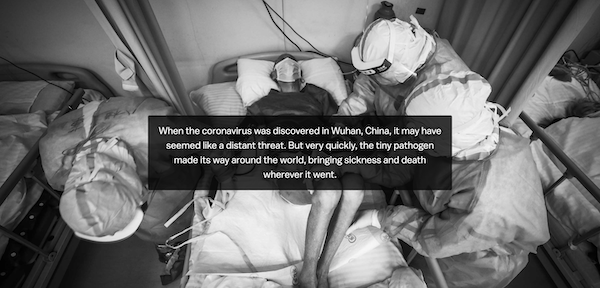 When the coronavirus was discovered in Wuhan, China, it may have
seemed like a distant threat. But very quickly, the tiny pathogen
made its way around the world, bringing sickness and death
wherever it went.